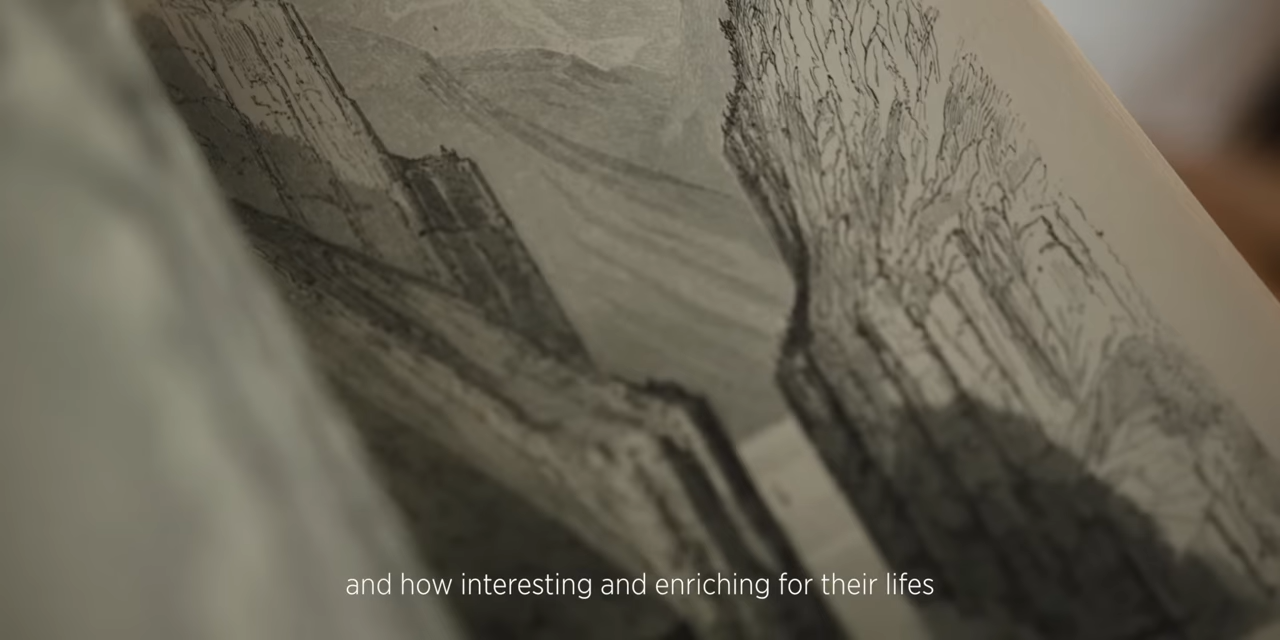 and how interesting and enriching for their lifes